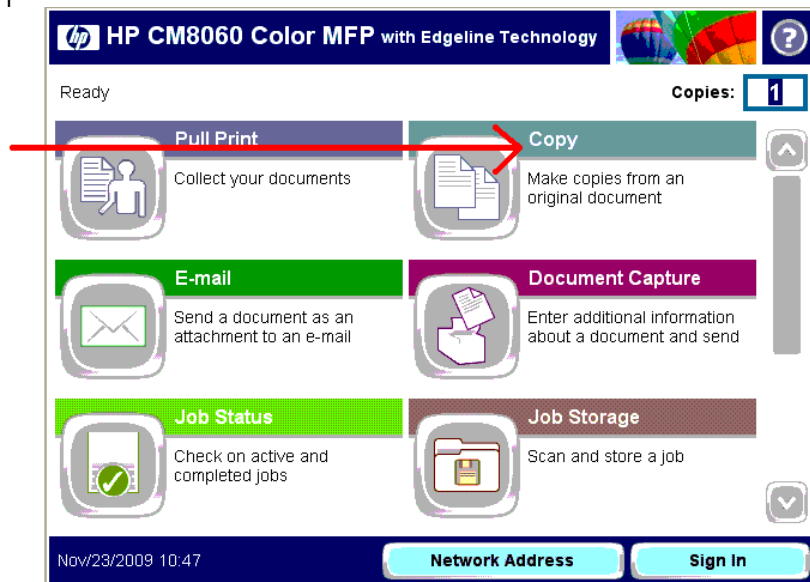 hp HP CM8060 Color MFP with Edgeline Technology
?
Ready
Copies: 1
Pull Print
Collect your documents
Copy
Make copies from an
original document
E-mail
Send a document as an
attachment to an e-mail
Document Capture
Enter additional information
about a document and send
Job Status
Check on active and
completed jobs
Job Storage
Scan and store a job
Nov/23/2009 10:47
Network Address
Sign In